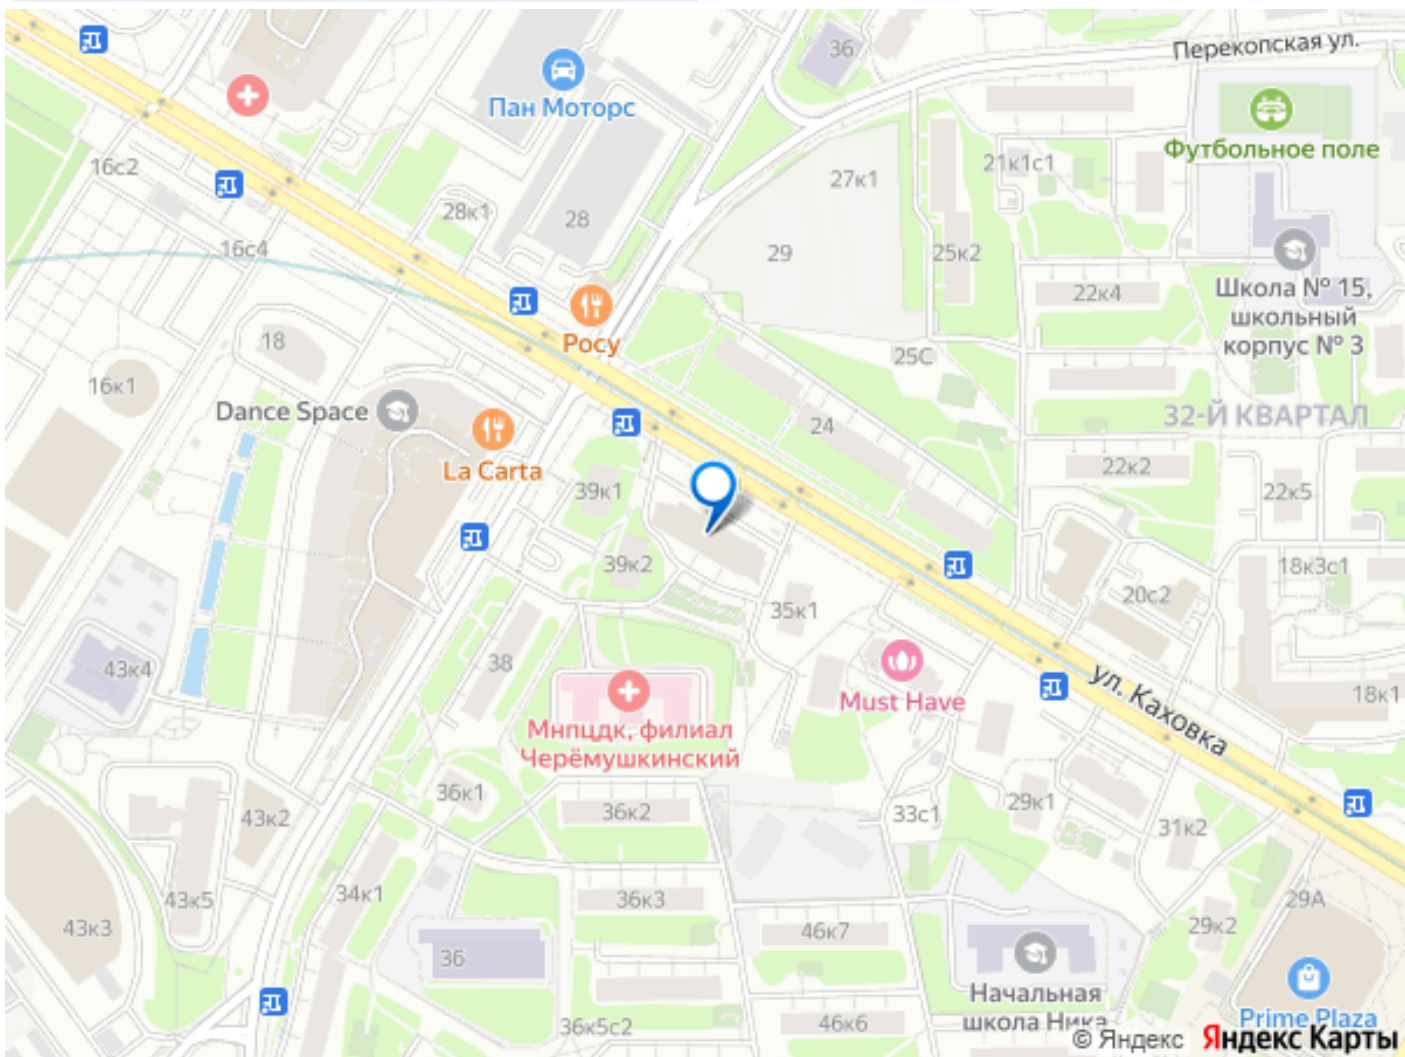 Перекопская ул.
36
Пан Моторс
Футбольное поле
16с2
27к1
21к1с1
28к1
28
16с4
29
25к2
22к4
Школа № 15,
школьный
корпус № 3
18
Росу
25С
16к1
Dance Space
32-Й КВАРТАЛ
24
La Carta
22к2
39к1
22к5
39к2
18к3с1
20с2
35к1
43к4
38
ул. Каховка
Must Have
18к1
Мнпцдк, филиал
Черёмушкинский
36к1
29к1
36к2
33с1
43к2
31к2
34к1
43к5
36к3
29А
43к3
46к7
29к2
36
Начальная
школа Ника
36к5с2
46к6
Prime Plaza
© Яндекс Яндекс Карты